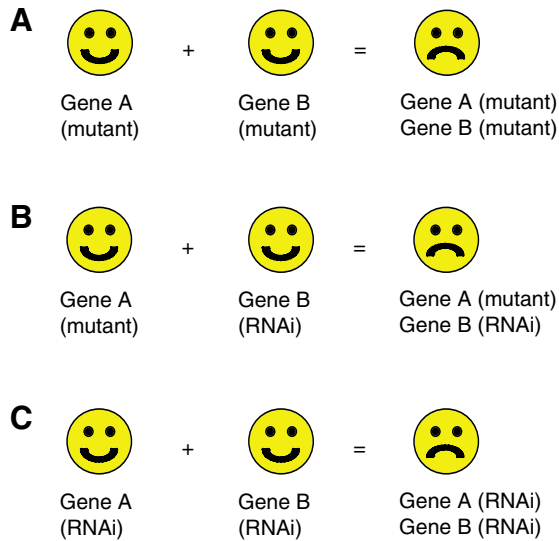 A
+
=
Gene A
(mutant)
Gene B
(mutant)
Gene A (mutant)
Gene B (mutant)
B
+
=
Gene A
(mutant)
Gene B
(RNAi)
Gene A (mutant)
Gene B (RNAi)
C
+
=
Gene A
(RNAi)
Gene B
(RNAi)
Gene A (RNAi)
Gene B (RNAi)